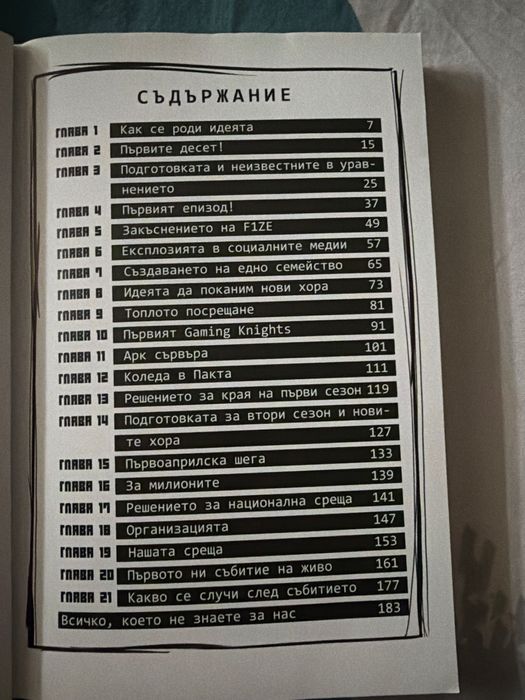 СЪДЪРЖАНИЕ
ГЛАВА 1 Как се роди идеята 7
ГЛАВА 2 Първите десет! 15
ГЛАВА 3 Подготовката и неизвестните в урав-
нението 25
ГЛАВА 4 Първият епизод! 37
ГЛАВА 5 Закъснението на F1ZE 49
ГЛАВА 6 Експлозията в социалните медии 57
ГЛАВА 7 Създаването на едно семейство 65
ГЛАВА 8 Идеята да поканим нови хора 73
ГЛАВА 9 Топлото посрещане 81
ГЛАВА 10 Първият Gaming Knights 91
ГЛАВА 11 Арк сървъра 101
ГЛАВА 12 Коледа в Пакта 111
ГЛАВА 13 Решението за края на първи сезон 119
ГЛАВА 14 Подготовката за втори сезон и нови-
те хора 127
ГЛАВА 15 Първоаприлска шега 133
ГЛАВА 16 За милионите 139
ГЛАВА 17 Решението за национална среща 141
ГЛАВА 18 Организацията 147
ГЛАВА 19 Нашата среща 153
ГЛАВА 20 Първото ни събитие на живо 161
ГЛАВА 21 Какво се случи след събитието 177
Всичко, което не знаете за нас 183